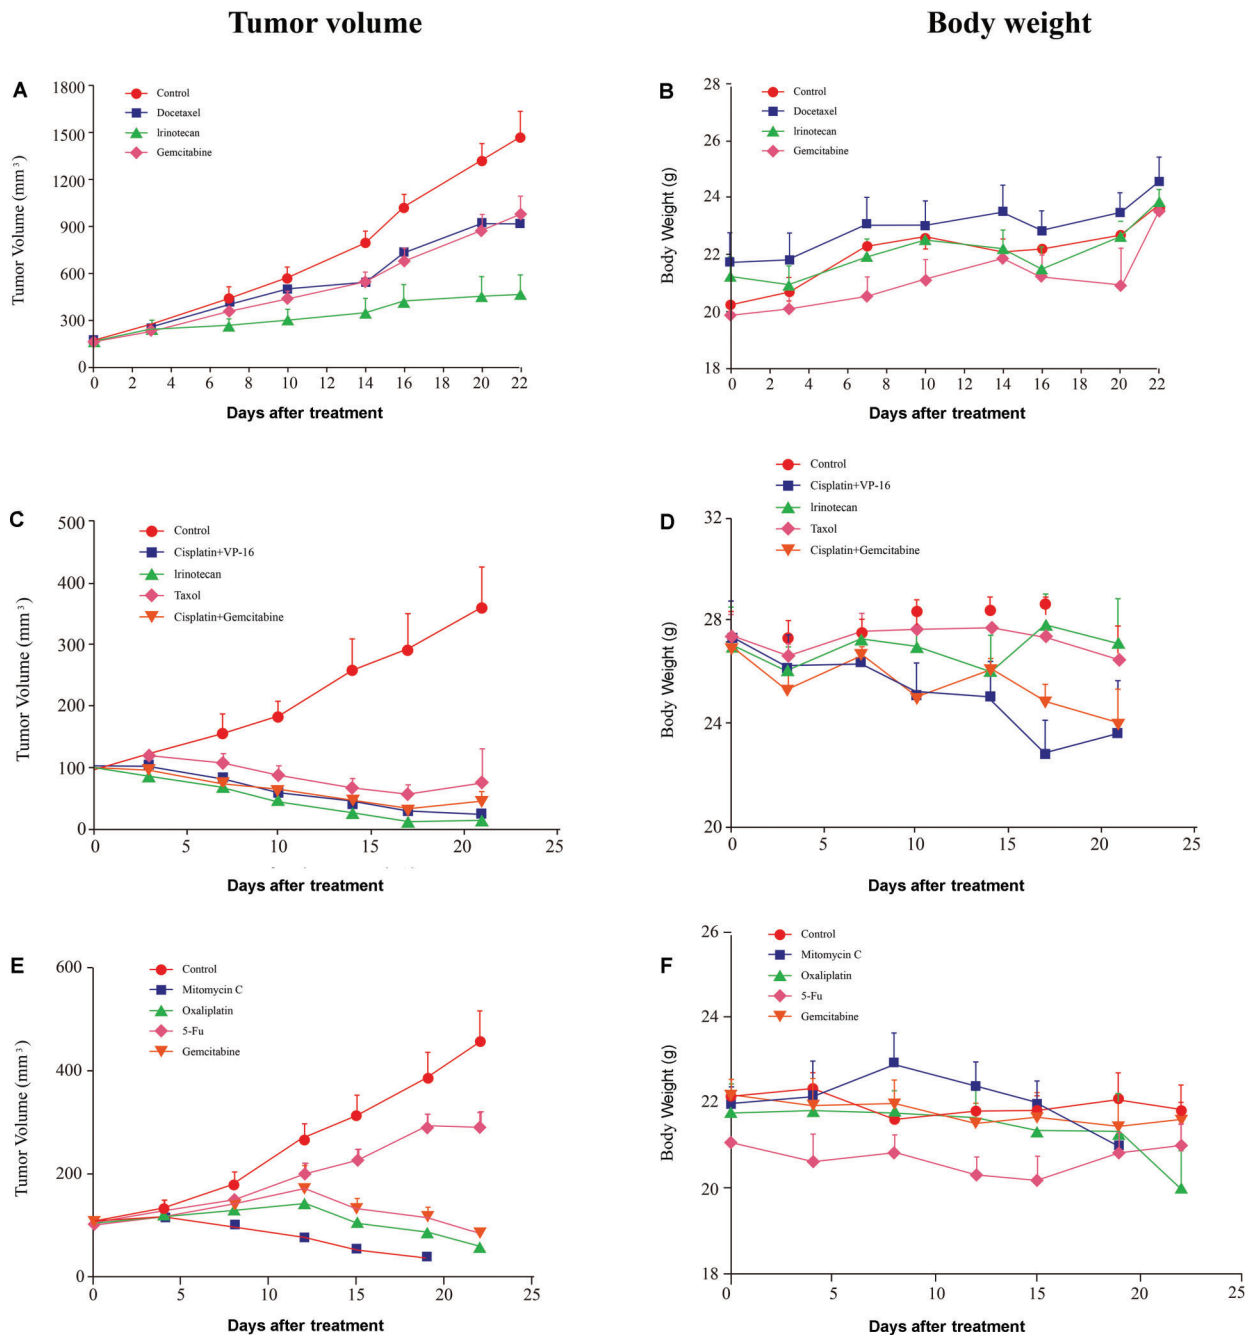 Tumor volume
Body weight
A
Tumor Volume (mm³)
1800
1500
1200
900
600
300
0
Control
Docetaxel
Irinotecan
Gemcitabine
0 2 4 6 8 10 12 14 16 18 20 22
Days after treatment
B
Body Weight (g)
28
26
24
22
20
18
Control
Docetaxel
Irinotecan
Gemcitabine
0 2 4 6 8 10 12 14 16 18 20 22
Days after treatment
C
Tumor Volume (mm³)
500
400
300
200
100
0
Control
Cisplatin+VP-16
Irinotecan
Taxol
Cisplatin+Gemcitabine
0 5 10 15 20 25
Days after treatment
D
Body Weight (g)
32
28
24
20
Control
Cisplatin+VP-16
Irinotecan
Taxol
Cisplatin+Gemcitabine
0 5 10 15 20 25
Days after treatment
E
Tumor Volume (mm³)
600
400
200
0
Control
Mitomycin C
Oxaliplatin
5-Fu
Gemcitabine
0 5 10 15 20 25
Days after treatment
F
Body Weight (g)
26
24
22
20
18
Control
Mitomycin C
Oxaliplatin
5-Fu
Gemcitabine
0 5 10 15 20 25
Days after treatment